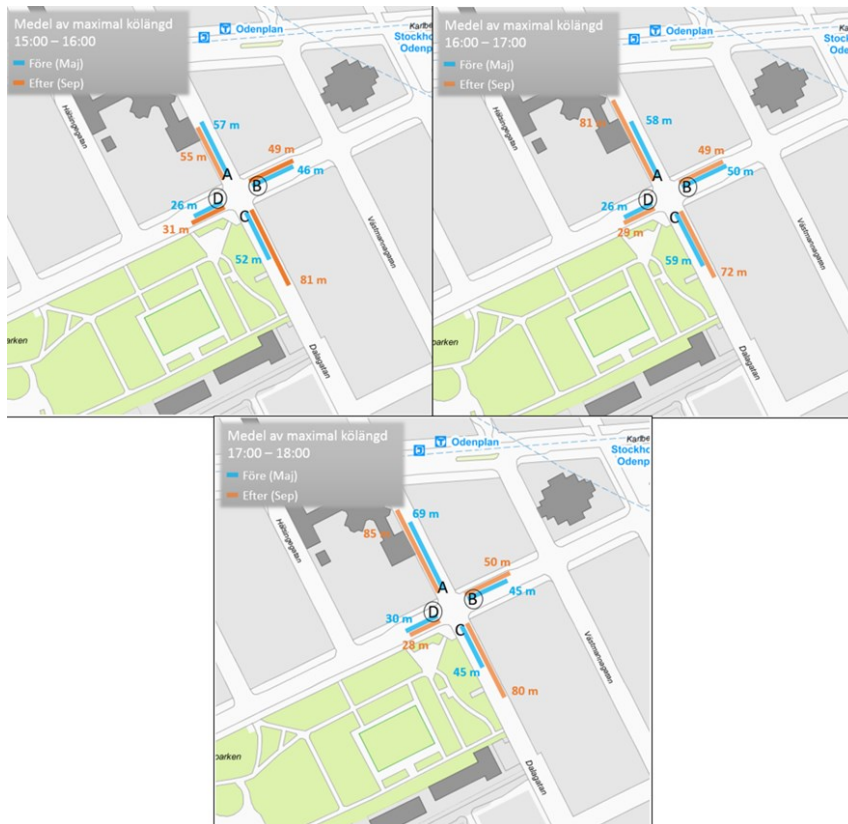 Medel av maximal kölängd
15:00 – 16:00
Före (Maj)
Efter (Sep)
Odenplan
Karlbe
Stockho
Odenp
Hälsingegatan
57 m
55 m
49 m
46 m
A
B
D
C
26 m
31 m
52 m
81 m
Västmannagatan
parken
Dalagatan
Medel av maximal kölängd
16:00 – 17:00
Före (Maj)
Efter (Sep)
Odenplan
Karlbe
Stockho
Odenp
Hälsingegatan
81 m
58 m
49 m
50 m
A
B
D
C
26 m
29 m
59 m
72 m
Västmannagatan
parken
Dalagatan
Medel av maximal kölängd
17:00 – 18:00
Före (Maj)
Efter (Sep)
Odenplan
Karlbe
Stockho
Odenp
Hälsingegatan
69 m
85 m
50 m
45 m
A
B
D
C
30 m
28 m
45 m
80 m
Västmannagatan
parken
Dalagatan